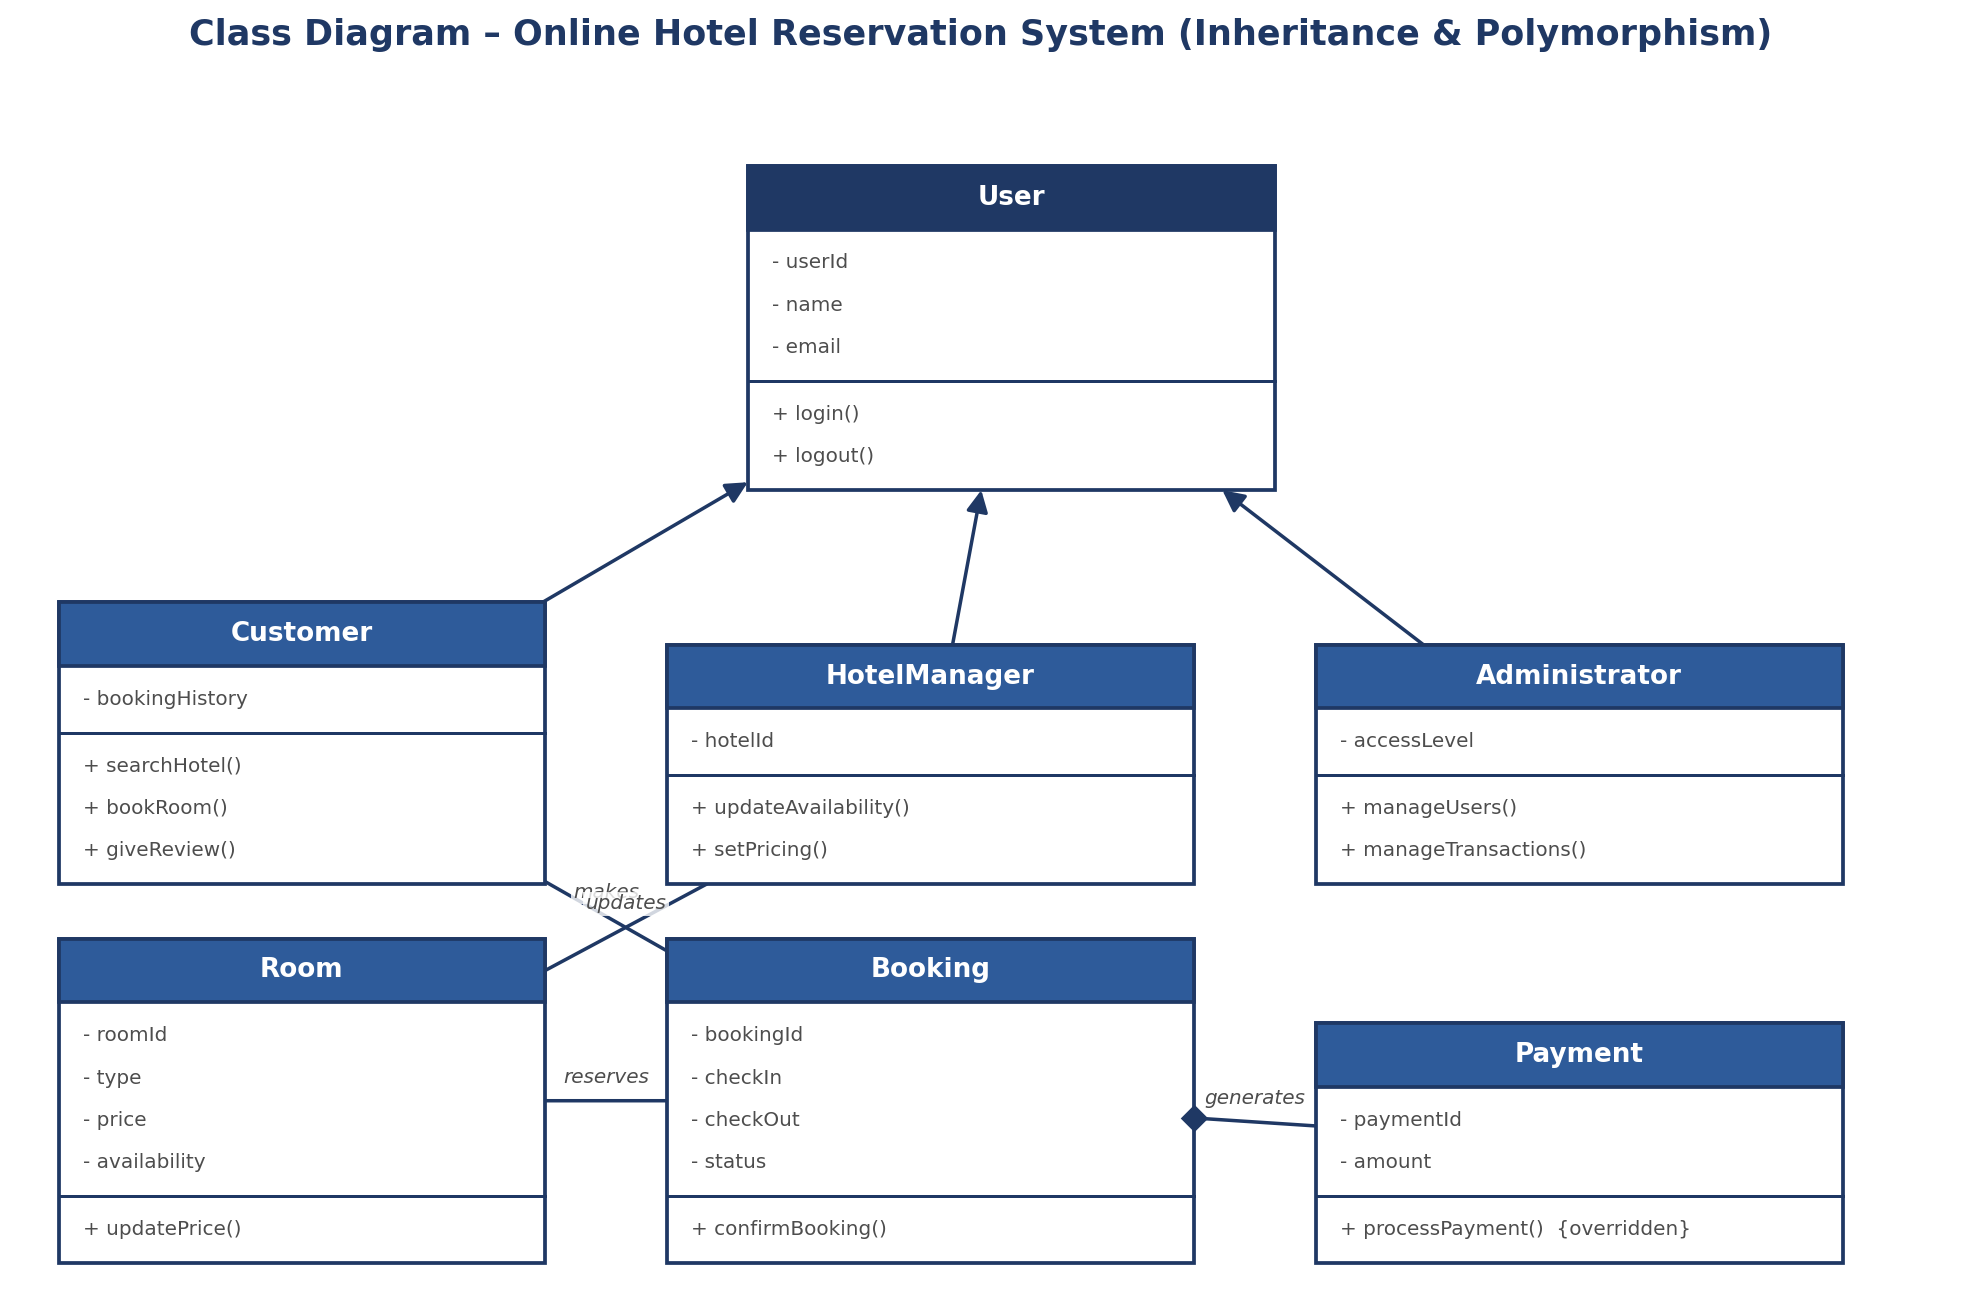 Class Diagram – Online Hotel Reservation System (Inheritance & Polymorphism)
User
- userId
- name
- email
+ login()
+ logout()
Customer
- bookingHistory
+ searchHotel()
+ bookRoom()
+ giveReview()
HotelManager
- hotelId
+ updateAvailability()
+ setPricing()
Administrator
- accessLevel
+ manageUsers()
+ manageTransactions()
makes
updates
Room
- roomId
- type
- price
- availability
+ updatePrice()
reserves
Booking
- bookingId
- checkIn
- checkOut
- status
+ confirmBooking()
generates
Payment
- paymentId
- amount
+ processPayment()  {overridden}